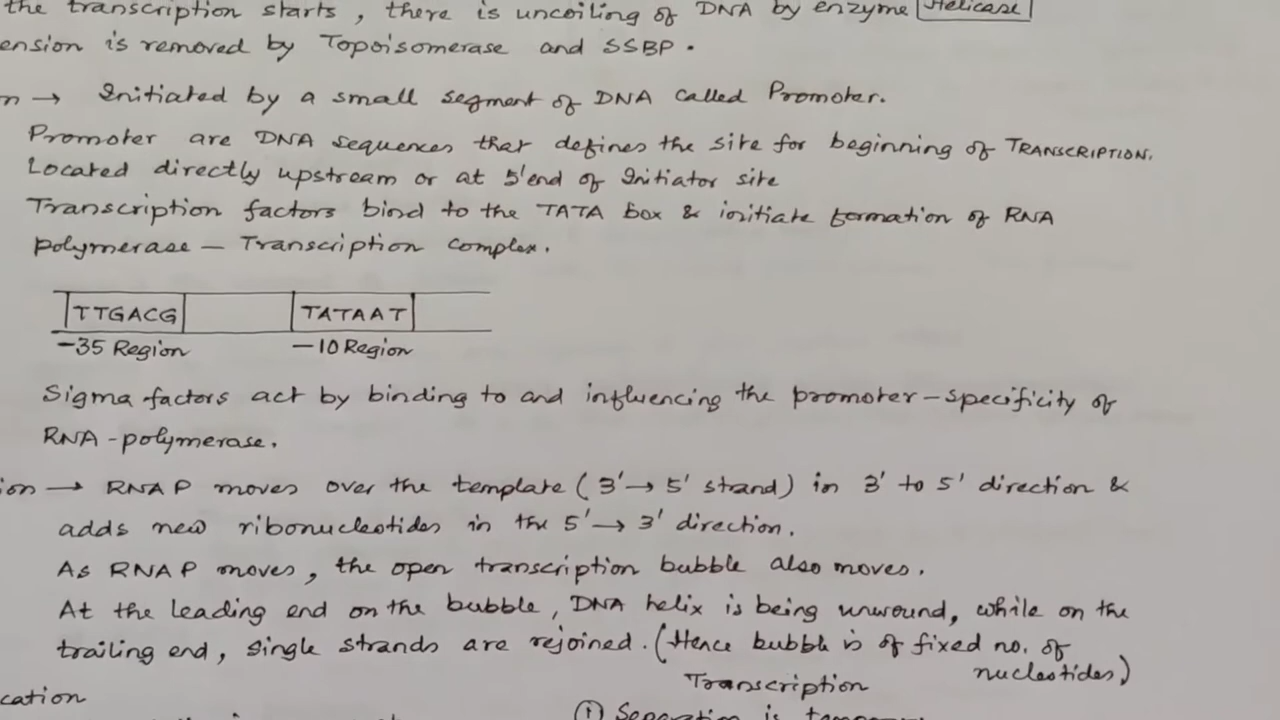 the transcription starts, there is uncoiling of DNA by enzyme Helicase
ension is removed by Topoisomerase and SSBP.
n → Initiated by a small segment of DNA called Promoter.
Promoter are DNA sequences that defines the site for beginning of TRANSCRIPTION.
Located directly upstream or at 5' end of Initiator site
Transcription factors bind to the TATA box & initiate formation of RNA
polymerase - Transcription complex.
TTGACG TATAAT
-35 Region -10 Region
Sigma factors act by binding to and influencing the promoter-specificity of
RNA-polymerase.
ion → RNAP moves over the template (3'→5' strand) in 3' to 5' direction &
adds new ribonucleotides in the 5'→3' direction.
As RNAP moves, the open transcription bubble also moves.
At the leading end on the bubble, DNA helix is being unwound, while on the
trailing end, single strands are rejoined. (Hence bubble is of fixed no. of
nucleotides)
cation Transcription
① Separation is